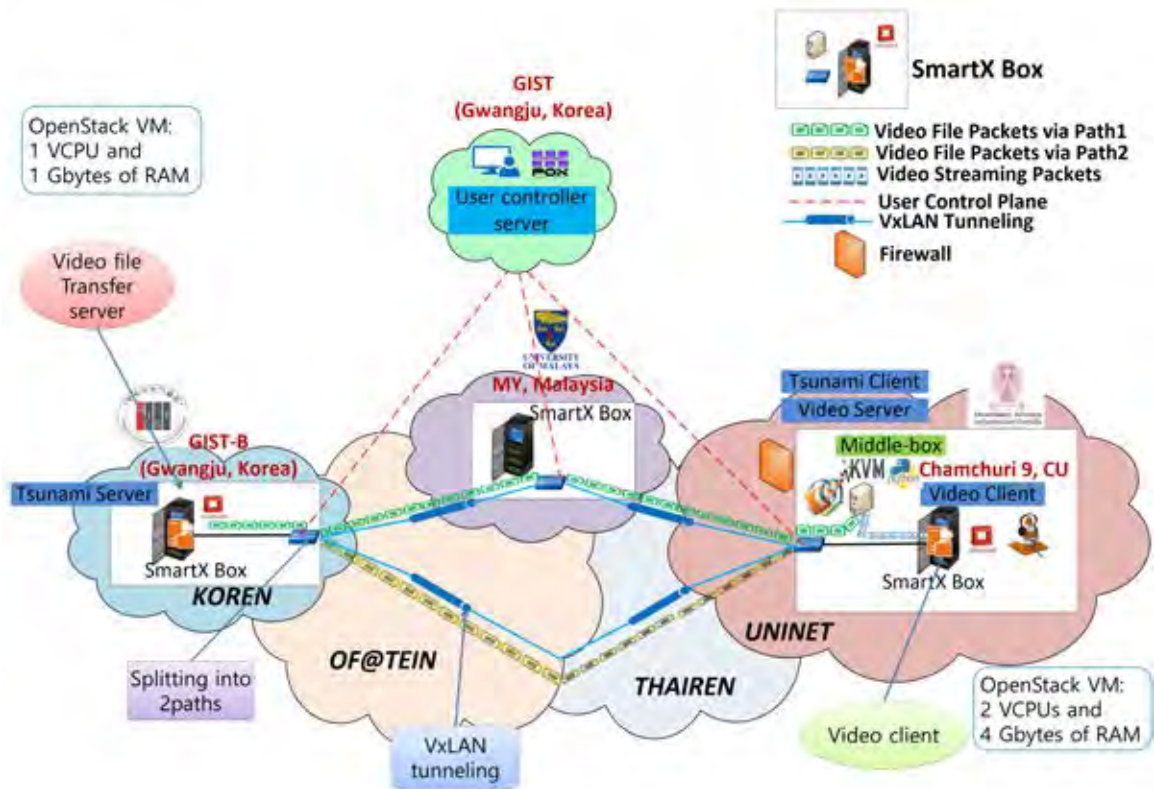 SmartX Box
GIST
(Gwangju, Korea)
OpenStack VM:
1 VCPU and
1 Gbytes of RAM
Video File Packets via Path1
Video File Packets via Path2
Video Streaming Packets
User Control Plane
VxLAN Tunneling
Firewall
POX
User controller
server
Video file
Transfer
server
UNIVERSITY
OF MALAYA
MY, Malaysia
SmartX Box
Tsunami Client
Video Server
Middle-box
KVM
python
Chamchuri 9, CU
Video Client
SmartX Box
GIST-B
(Gwangju, Korea)
Tsunami Server
SmartX Box
KOREN
UNINET
OF@TEIN
THAIREN
Splitting into
2paths
VxLAN
tunneling
Video client
OpenStack VM:
2 VCPUs and
4 Gbytes of RAM